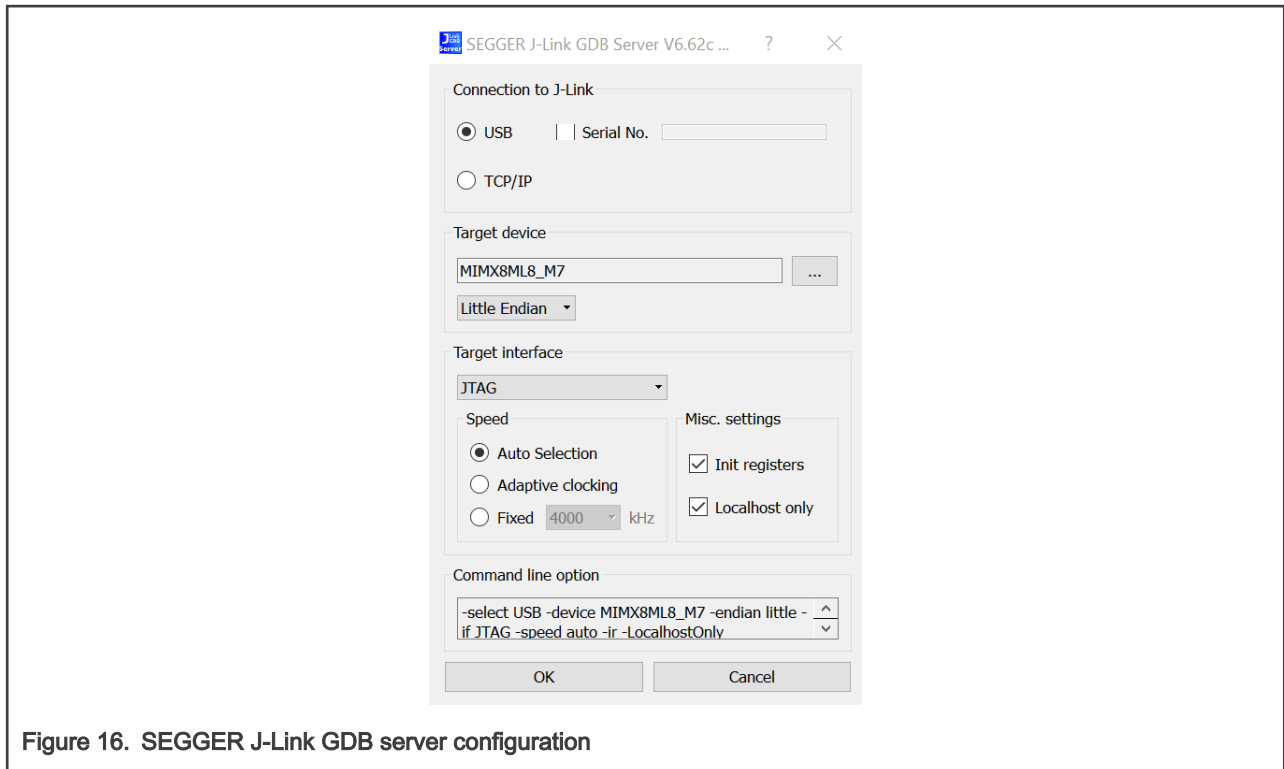 J Link GDB Server
SEGGER J-Link GDB Server V6.62c ... ?
Connection to J-Link
USB Serial No.
TCP/IP
Target device
MIMX8ML8_M7 ...
Little Endian
Target interface
JTAG
Speed Misc. settings
Auto Selection
Init registers
Adaptive clocking
Localhost only
Fixed 4000 kHz
Command line option
-select USB -device MIMX8ML8_M7 -endian little -
if JTAG -speed auto -ir -LocalhostOnly
OK Cancel
Figure 16. SEGGER J-Link GDB server configuration